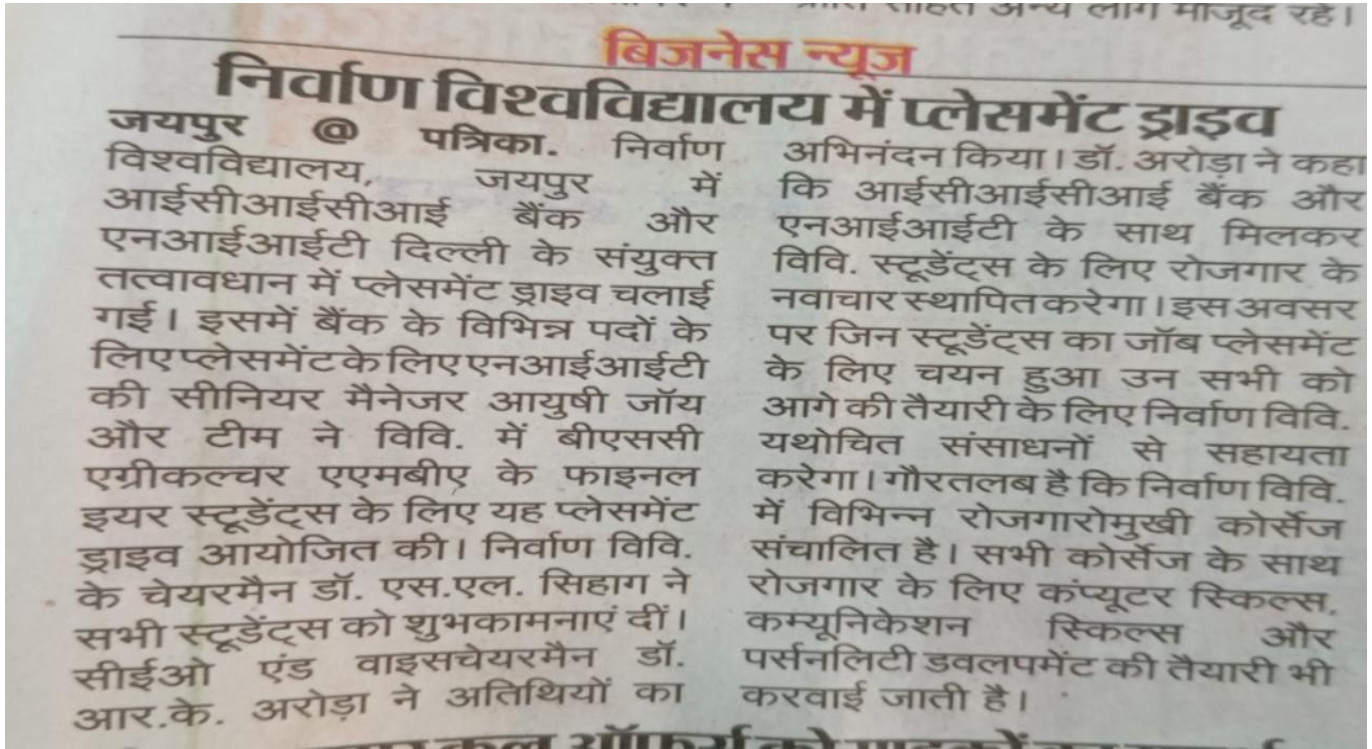 अन्य लोग मौजूद रहे।
बिजनेस न्यूज
निर्वाण विश्वविद्यालय में प्लेसमेंट ड्राइव
जयपुर @ पत्रिका. निर्वाण
विश्वविद्यालय, जयपुर में
आईसीआईसीआई बैंक और
एनआईआईटी दिल्ली के संयुक्त
तत्वावधान में प्लेसमेंट ड्राइव चलाई
गई। इसमें बैंक के विभिन्न पदों के
लिए प्लेसमेंट के लिए एनआईआईटी
की सीनियर मैनेजर आयुषी जॉय
और टीम ने विवि. में बीएससी
एग्रीकल्चर एएमबीए के फाइनल
इयर स्टूडेंट्स के लिए यह प्लेसमेंट
ड्राइव आयोजित की। निर्वाण विवि.
के चेयरमैन डॉ. एस.एल. सिहाग ने
सभी स्टूडेंट्स को शुभकामनाएं दीं।
सीईओ एंड वाइसचेयरमैन डॉ.
आर.के. अरोड़ा ने अतिथियों का
अभिनंदन किया। डॉ. अरोड़ा ने कहा
कि आईसीआईसीआई बैंक और
एनआईआईटी के साथ मिलकर
विवि. स्टूडेंट्स के लिए रोजगार के
नवाचार स्थापित करेगा। इस अवसर
पर जिन स्टूडेंट्स का जॉब प्लेसमेंट
के लिए चयन हुआ उन सभी को
आगे की तैयारी के लिए निर्वाण विवि.
यथोचित संसाधनों से सहायता
करेगा। गौरतलब है कि निर्वाण विवि.
में विभिन्न रोजगारोमुखी कोर्सेज
संचालित है। सभी कोर्सेज के साथ
रोजगार के लिए कंप्यूटर स्किल्स,
कम्यूनिकेशन स्किल्स और
पर्सनलिटी डवलपमेंट की तैयारी भी
करवाई जाती है।